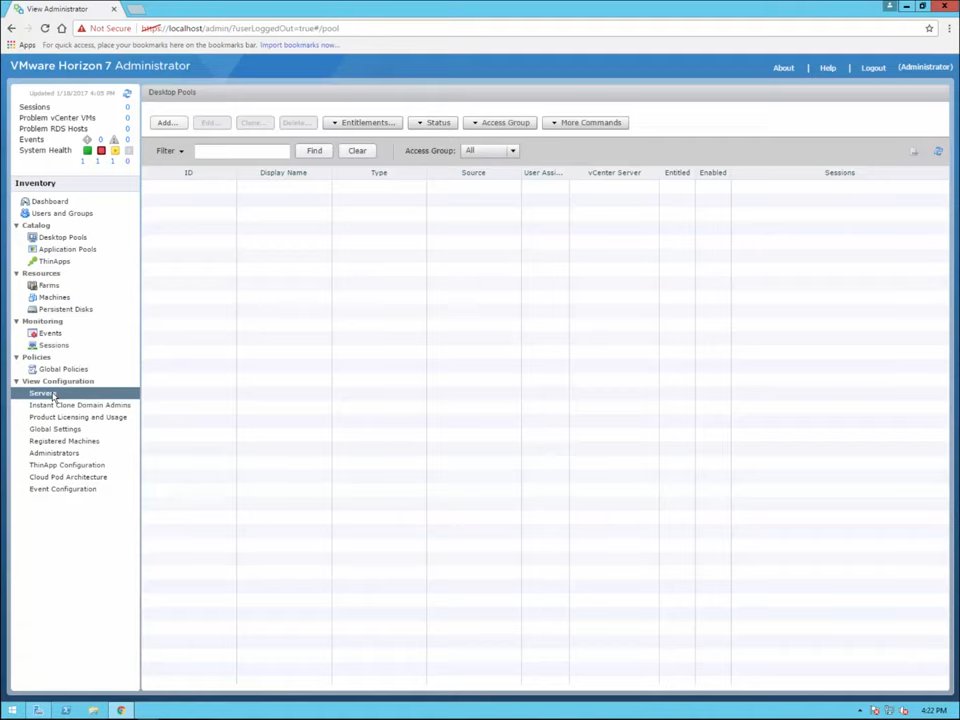 View Administrator
Not Secure https://localhost/admin/?userLoggedOut=true#/pool
Apps For quick access, place your bookmarks here on the bookmarks bar. Import bookmarks now...
VMware Horizon 7 Administrator
About | Help | Logout (Administrator)
Updated 1/18/2017 4:05 PM
Sessions 0
Problem vCenter VMs 0
Problem RDS Hosts 0
Events 0 0
System Health
1 1 1 0
Inventory
Dashboard
Users and Groups
Catalog
Desktop Pools
Application Pools
ThinApps
Resources
Farms
Machines
Persistent Disks
Monitoring
Events
Sessions
Policies
Global Policies
View Configuration
Servers
Instant Clone Domain Admins
Product Licensing and Usage
Global Settings
Registered Machines
Administrators
ThinApp Configuration
Cloud Pod Architecture
Event Configuration
Desktop Pools
Add... Edit... Clone... Delete... Entitlements... Status Access Group More Commands
Filter Find Clear Access Group: All
ID Display Name Type Source User Assi... vCenter Server Entitled Enabled Sessions
4:22 PM